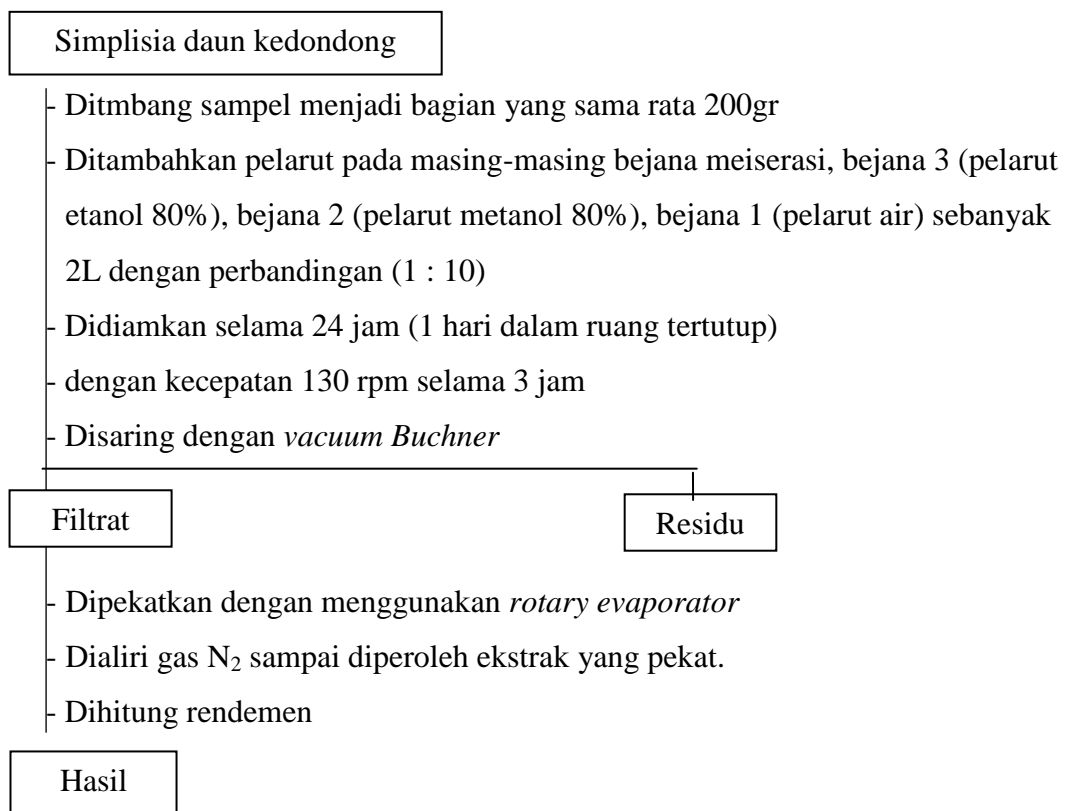 Simplisia daun kedondong
- Ditmbang sampel menjadi bagian yang sama rata 200gr
- Ditambahkan pelarut pada masing-masing bejana meiserasi, bejana 3 (pelarut
etanol 80%), bejana 2 (pelarut metanol 80%), bejana 1 (pelarut air) sebanyak
2L dengan perbandingan (1 : 10)
- Didiamkan selama 24 jam (1 hari dalam ruang tertutup)
- dengan kecepatan 130 rpm selama 3 jam
- Disaring dengan vacuum Buchner
Filtrat
Residu
- Dipekatkan dengan menggunakan rotary evaporator
- Dialiri gas N₂ sampai diperoleh ekstrak yang pekat.
- Dihitung rendemen
Hasil